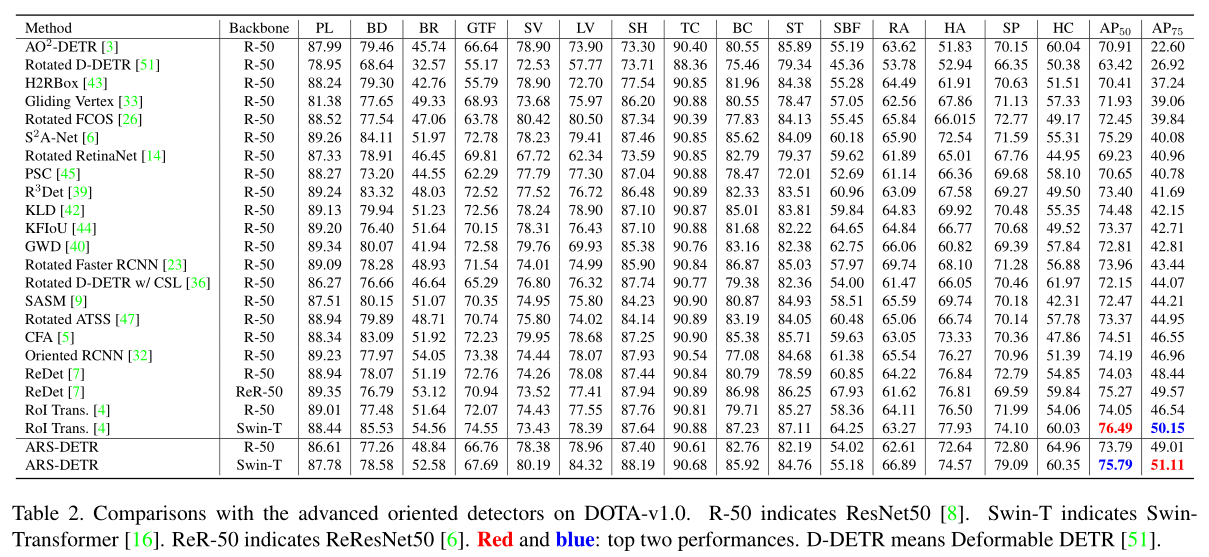 Method Backbone PL BD BR GTF SV LV SH TC BC ST SBF RA HA SP HC AP50 AP75
AO2-DETR [3] R-50 87.99 79.46 45.74 66.64 78.90 73.90 73.30 90.40 80.55 85.89 55.19 63.62 51.83 70.15 60.04 70.91 22.60
Rotated D-DETR [51] R-50 78.95 68.64 32.57 55.17 72.53 57.77 73.71 88.36 75.46 79.34 45.36 53.78 52.94 66.35 50.38 63.42 26.92
H2RBox [43] R-50 88.24 79.30 42.76 55.79 78.90 72.70 77.54 90.85 81.96 84.38 55.28 64.49 61.91 70.63 51.51 70.41 37.24
Gliding Vertex [33] R-50 81.38 77.65 49.33 68.93 73.68 75.97 86.20 90.88 80.55 78.47 57.05 62.56 67.86 71.13 57.33 71.93 39.06
Rotated FCOS [26] R-50 88.52 77.54 47.06 63.78 80.42 80.50 87.34 90.39 77.83 84.13 55.45 65.84 66.015 72.77 49.17 72.45 39.84
S2A-Net [6] R-50 89.26 84.11 51.97 72.78 78.23 79.41 87.46 90.85 85.62 84.09 60.18 65.90 72.54 71.59 55.31 75.29 40.08
Rotated RetinaNet [14] R-50 87.33 78.91 46.45 69.81 67.72 62.34 73.59 90.85 82.79 79.37 59.62 61.89 65.01 67.76 44.95 69.23 40.96
PSC [45] R-50 88.27 73.20 44.55 62.29 77.79 77.30 87.04 90.88 78.47 72.01 52.69 61.14 66.36 69.68 58.10 70.65 40.78
R3Det [39] R-50 89.24 83.32 48.03 72.52 77.52 76.72 86.48 90.89 82.33 83.51 60.96 63.09 67.58 69.27 49.50 73.40 41.69
KLD [42] R-50 89.13 79.94 51.23 72.56 78.24 78.90 87.10 90.87 85.01 83.81 59.84 64.83 69.92 70.48 55.35 74.48 42.15
KFIoU [44] R-50 89.20 76.40 51.64 70.15 78.31 76.43 87.10 90.88 81.68 82.22 64.65 64.84 66.77 70.68 49.52 73.37 42.71
GWD [40] R-50 89.34 80.07 41.94 72.58 79.76 69.93 85.38 90.76 83.16 82.38 62.75 66.06 60.82 69.39 57.84 72.81 42.81
Rotated Faster RCNN [23] R-50 89.09 78.28 48.93 71.54 74.01 74.99 85.90 90.84 86.87 85.03 57.97 69.74 68.10 71.28 56.88 73.96 43.44
Rotated D-DETR w/ CSL [36] R-50 86.27 76.66 46.64 65.29 76.80 76.32 87.74 90.77 79.38 82.36 54.00 61.47 66.05 70.46 61.97 72.15 44.07
SASM [9] R-50 87.51 80.15 51.07 70.35 74.95 75.80 84.23 90.90 80.87 84.93 58.51 65.59 69.74 70.18 42.31 72.47 44.21
Rotated ATSS [47] R-50 88.94 79.89 48.71 70.74 75.80 74.02 84.14 90.89 83.19 84.05 60.48 65.06 66.74 70.14 57.78 73.37 44.95
CFA [5] R-50 88.34 83.09 51.92 72.23 79.95 78.68 87.25 90.90 85.38 85.71 59.63 63.05 73.33 70.36 47.86 74.51 46.55
Oriented RCNN [32] R-50 89.23 77.97 54.05 73.38 74.44 78.07 87.93 90.54 77.08 84.68 61.38 65.54 76.27 70.96 51.39 74.19 46.96
ReDet [7] R-50 88.94 78.07 51.19 72.76 74.26 78.08 87.44 90.84 80.79 78.59 60.85 64.22 76.84 72.79 54.85 74.03 48.44
ReDet [7] ReR-50 89.35 76.79 53.12 70.94 73.52 77.41 87.94 90.89 86.98 86.25 67.93 61.62 76.81 69.59 59.84 75.27 49.57
RoI Trans. [4] R-50 89.01 77.48 51.64 72.07 74.43 77.55 87.76 90.81 79.71 85.27 58.36 64.11 76.50 71.99 54.06 74.05 46.54
RoI Trans. [4] Swin-T 88.44 85.53 54.56 74.55 73.43 78.39 87.64 90.88 87.23 87.11 64.25 63.27 77.93 74.10 60.03 76.49 50.15
ARS-DETR R-50 86.61 77.26 48.84 66.76 78.38 78.96 87.40 90.61 82.76 82.19 54.02 62.61 72.64 72.80 64.96 73.79 49.01
ARS-DETR Swin-T 87.78 78.58 52.58 67.69 80.19 84.32 88.19 90.68 85.92 84.76 55.18 66.89 74.57 79.09 60.35 75.79 51.11
Table 2. Comparisons with the advanced oriented detectors on DOTA-v1.0. R-50 indicates ResNet50 [8]. Swin-T indicates Swin-
Transformer [16]. ReR-50 indicates ReResNet50 [6]. Red and blue: top two performances. D-DETR means Deformable DETR [51].